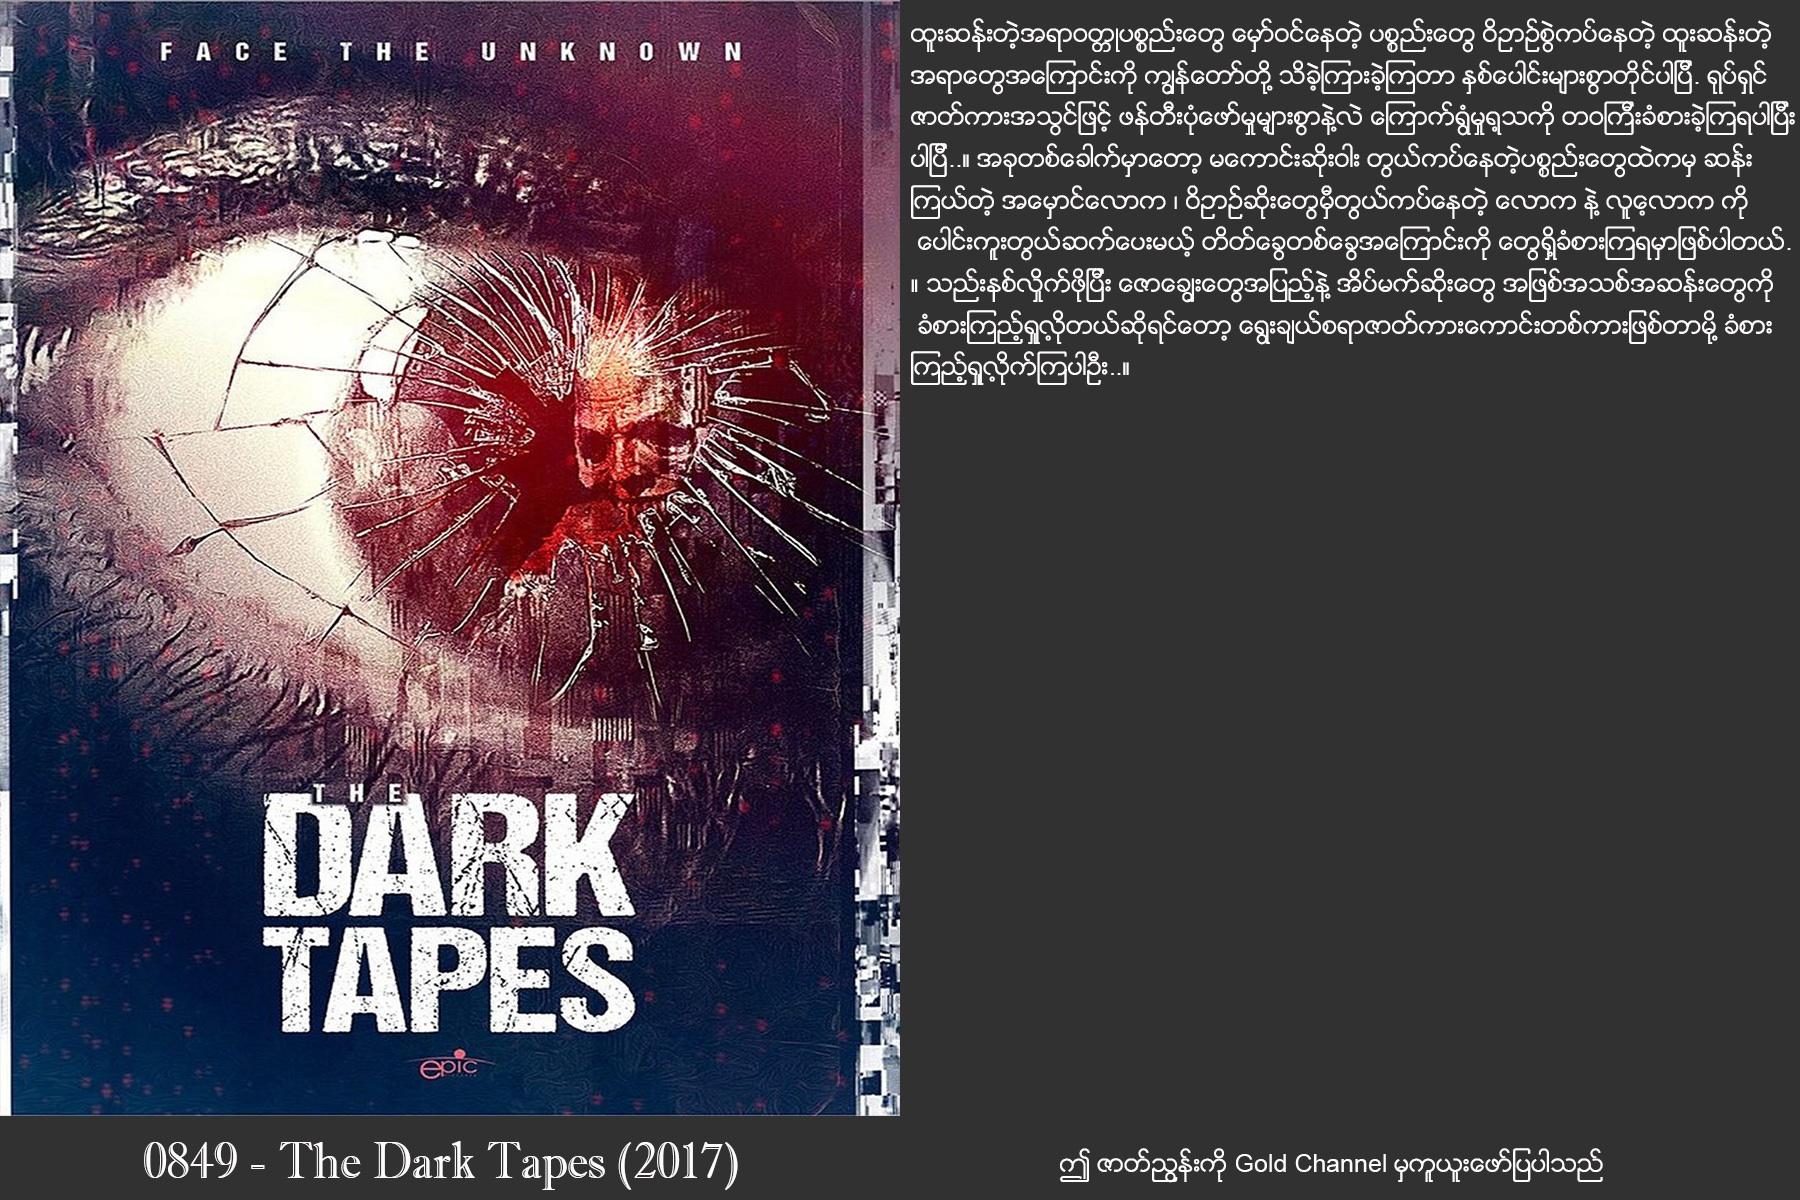 FACE THE UNKNOWN
THE
DARK
TAPES
epic
0849 - The Dark Tapes (2017)
ထူးဆန်းတဲ့အရာဝတ္ထုပစ္စည်းတွေ မှော်ဝင်နေတဲ့ ပစ္စည်းတွေ ဝိဉာဉ်စွဲကပ်နေတဲ့ ထူးဆန်းတဲ့
အရာတွေအကြောင်းကို ကျွန်တော်တို့ သိခဲ့ကြားခဲ့ကြတာ နှစ်ပေါင်းများစွာတိုင်ပါပြီ. ရုပ်ရှင်
ဇာတ်ကားအသွင်ဖြင့် ဖန်တီးပုံဖော်မှုများစွာနဲ့လဲ ကြောက်ရွံမှုရသကို တဝကြီးခံစားခဲ့ကြရပါပြီး
ပါပြီ..။ အခုတစ်ခေါက်မှာတော့ မကောင်းဆိုးဝါး တွယ်ကပ်နေတဲ့ပစ္စည်းတွေထဲကမှ ဆန်း
ကြယ်တဲ့ အမှောင်လောက ၊ ဝိဉာဉ်ဆိုးတွေမှီတွယ်ကပ်နေတဲ့ လောက နဲ့ လူ့လောက ကို
ပေါင်းကူးတွယ်ဆက်ပေးမယ့် တိတ်ခွေတစ်ခွေအကြောင်းကို တွေ့ရှိခံစားကြရမှာဖြစ်ပါတယ်.
။ သည်းနစ်လှိုက်ဖိုပြီး ဇောချွေးတွေအပြည့်နဲ့ အိပ်မက်ဆိုးတွေ အဖြစ်အသစ်အဆန်းတွေကို
ခံစားကြည့်ရှုလိုတယ်ဆိုရင်တော့ ရွေးချယ်စရာဇာတ်ကားကောင်းတစ်ကားဖြစ်တာမို့ ခံစား
ကြည့်ရှုလိုက်ကြပါဦး..။
ဤ ဇာတ်ညွှန်းကို Gold Channel မှကူယူးဖော်ပြပါသည်